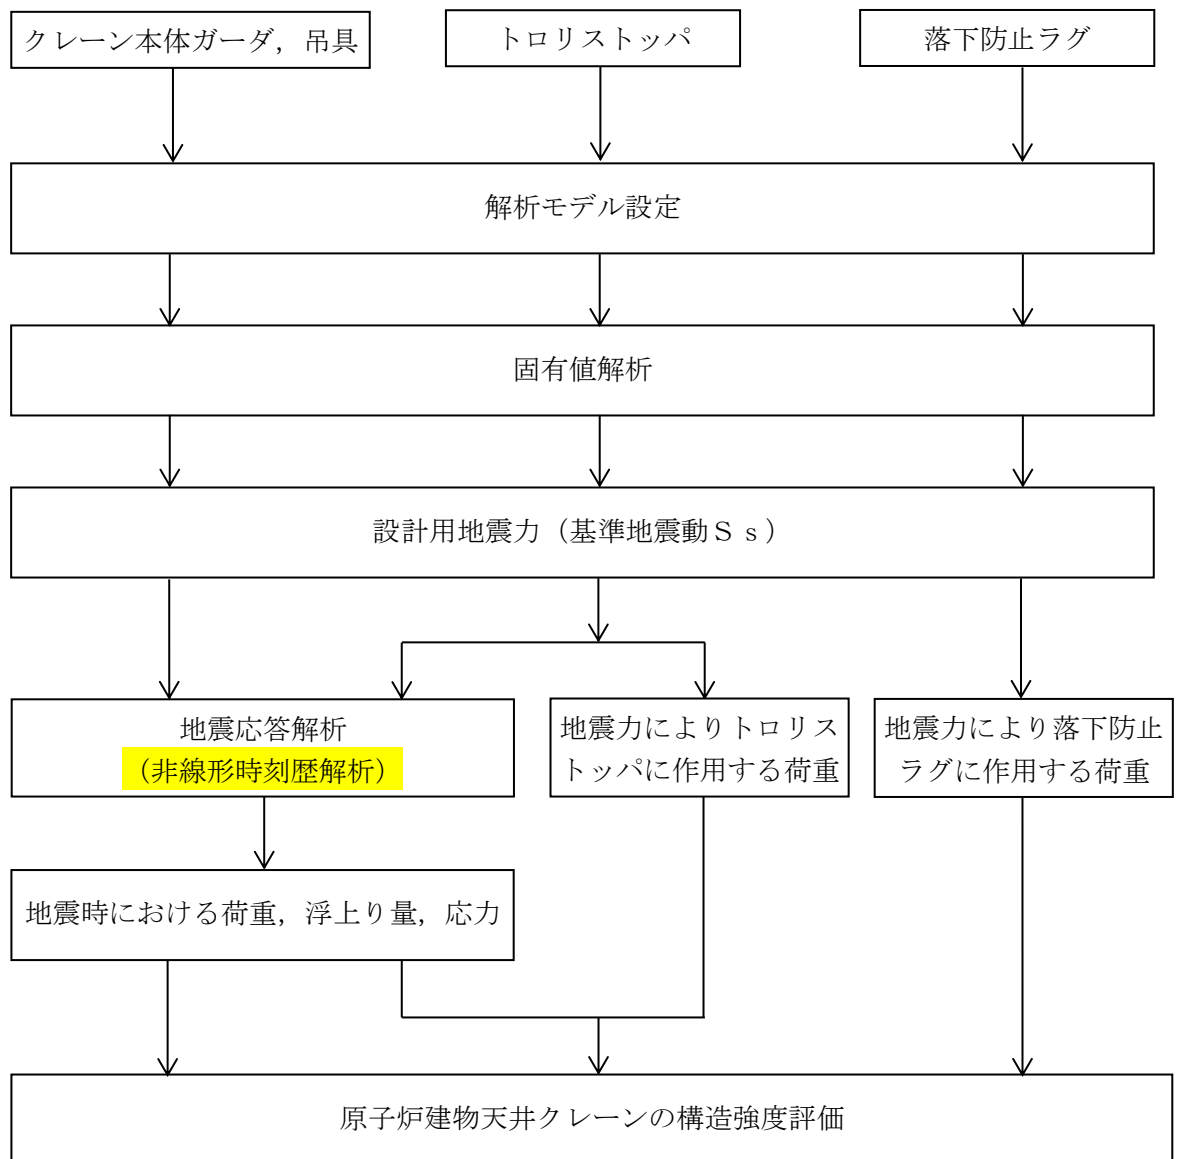 クレーン本体ガーダ，吊具
トロリストッパ
落下防止ラグ
解析モデル設定
固有値解析
設計用地震力（基準地震動Ｓｓ）
地震応答解析
（非線形時刻歴解析）
地震力によりトロリス
トッパに作用する荷重
地震力により落下防止
ラグに作用する荷重
地震時における荷重，浮上り量，応力
原子炉建物天井クレーンの構造強度評価